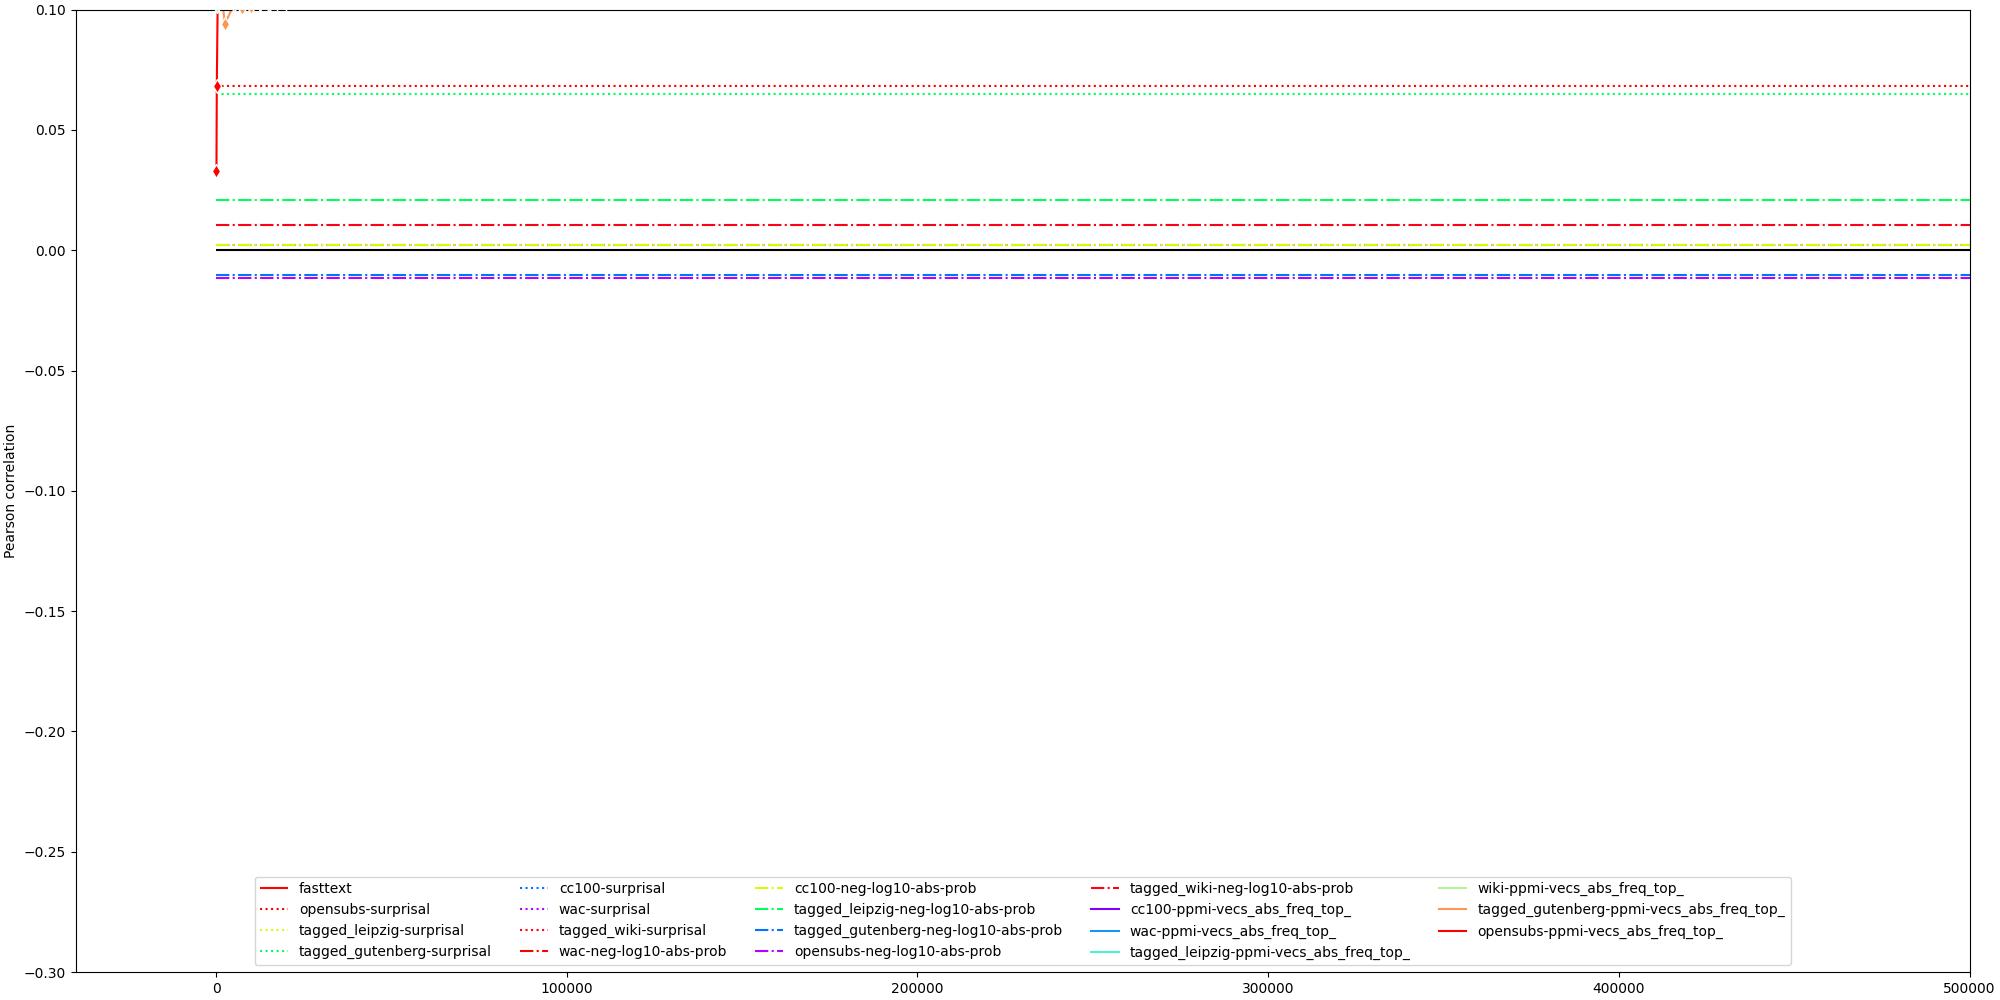 0.10
0.05
0.00
−0.05
−0.10
−0.15
−0.20
−0.25
−0.30
Pearson correlation
0
100000
200000
300000
400000
500000
fasttext
opensubs-surprisal
tagged_leipzig-surprisal
tagged_gutenberg-surprisal
cc100-surprisal
wac-surprisal
tagged_wiki-surprisal
wac-neg-log10-abs-prob
cc100-neg-log10-abs-prob
tagged_leipzig-neg-log10-abs-prob
tagged_gutenberg-neg-log10-abs-prob
opensubs-neg-log10-abs-prob
tagged_wiki-neg-log10-abs-prob
cc100-ppmi-vecs_abs_freq_top_
wac-ppmi-vecs_abs_freq_top_
tagged_leipzig-ppmi-vecs_abs_freq_top_
wiki-ppmi-vecs_abs_freq_top_
tagged_gutenberg-ppmi-vecs_abs_freq_top_
opensubs-ppmi-vecs_abs_freq_top_